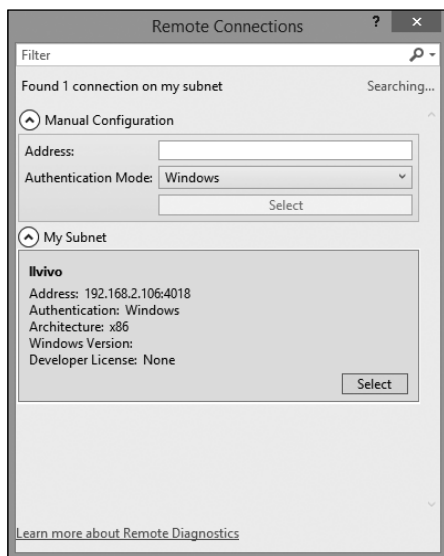 Remote Connections ? ×
Filter
Found 1 connection on my subnet Searching...
Manual Configuration
Address:
Authentication Mode: Windows
Select
My Subnet
llvivo
Address: 192.168.2.106:4018
Authentication: Windows
Architecture: x86
Windows Version:
Developer License: None
Select
Learn more about Remote Diagnostics